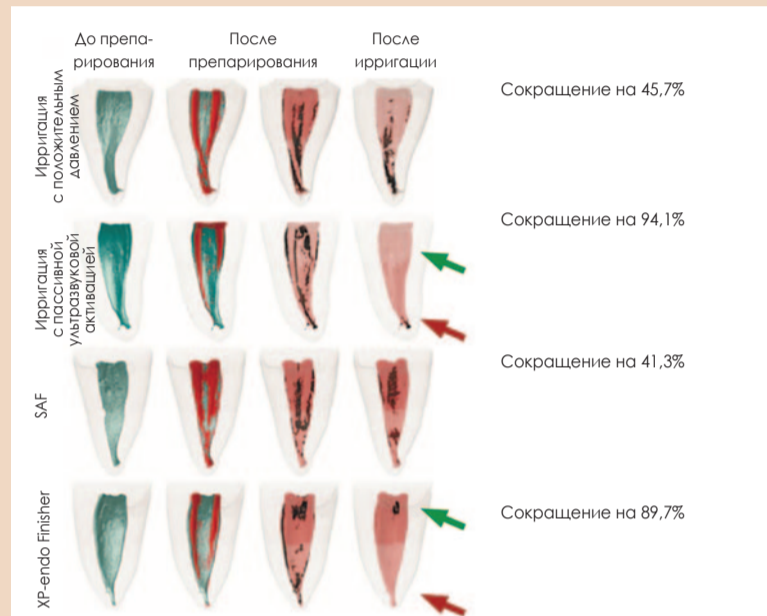 До препа-
рирования
После
препарирования
После
ирригации
Ирригация
с положительным
давлением
Сокращение на 45,7%
Ирригация
с пассивной
ультразвуковой
активацией
Сокращение на 94,1%
SAF
Сокращение на 41,3%
XP-endo Finisher
Сокращение на 89,7%